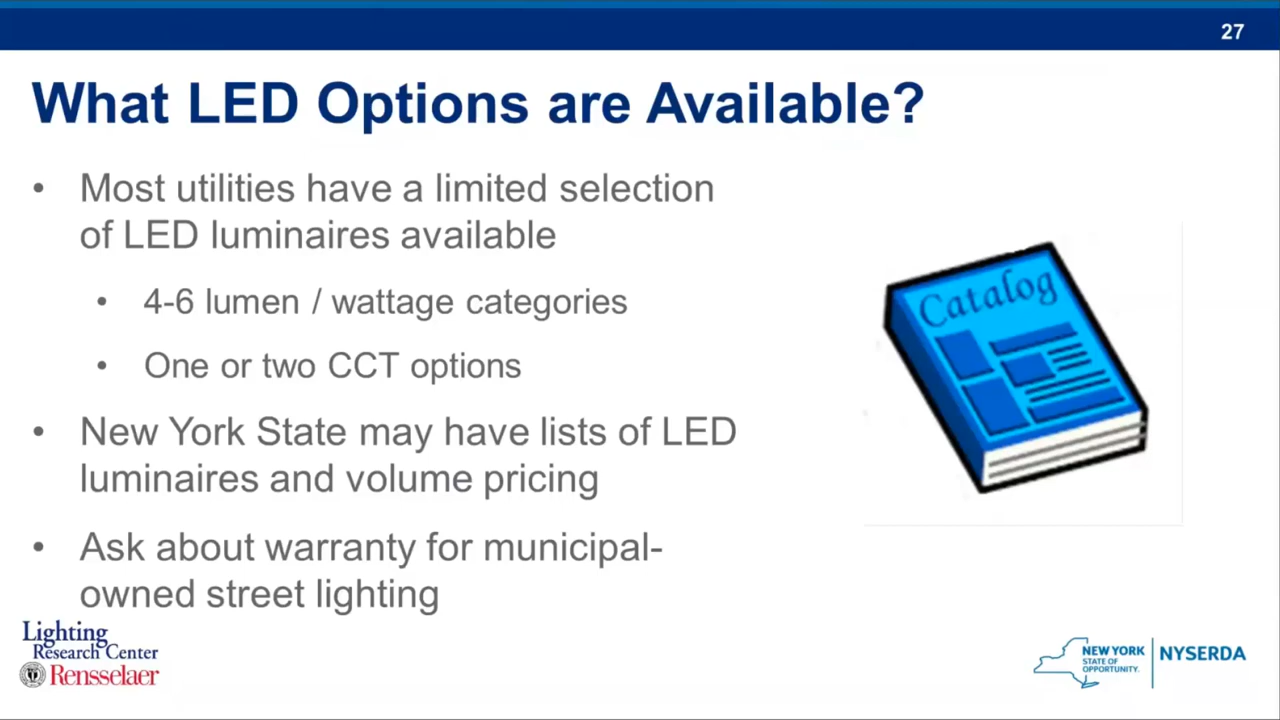 27
What LED Options are Available?
• Most utilities have a limited selection
of LED luminaires available
• 4-6 lumen / wattage categories
• One or two CCT options
• New York State may have lists of LED
luminaires and volume pricing
• Ask about warranty for municipal-
owned street lighting
Catalog
Lighting
Research Center
Rensselaer
NEW YORK
STATE OF
OPPORTUNITY.
NYSERDA